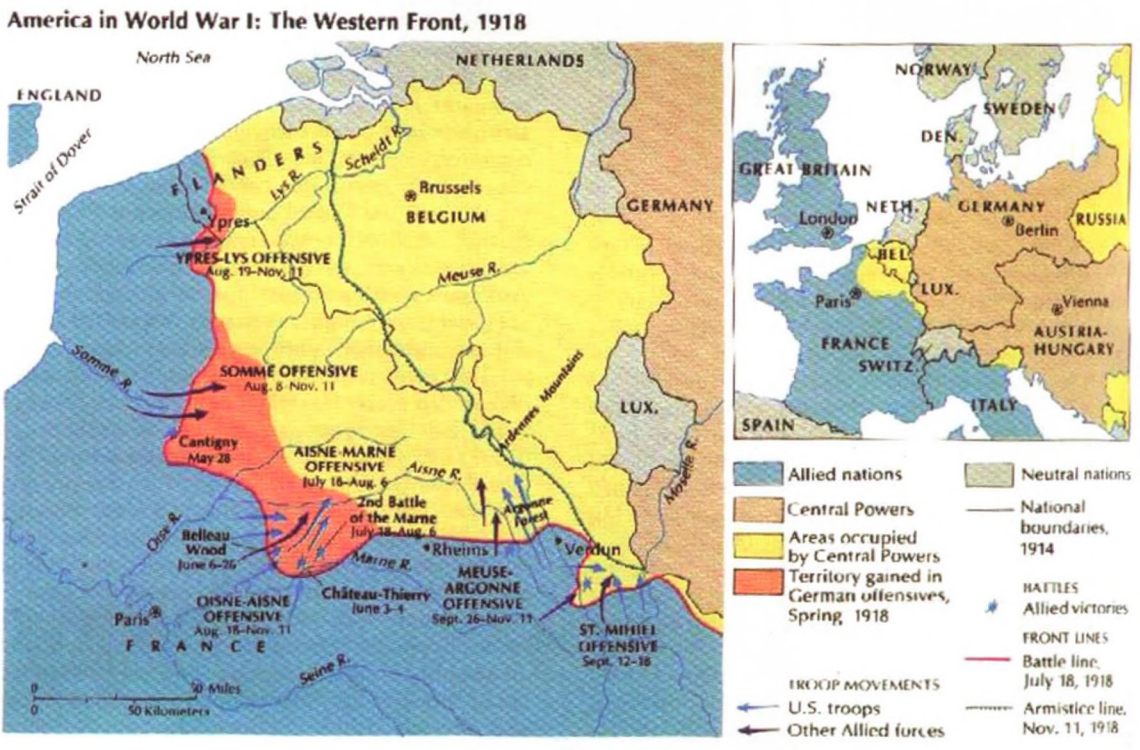 America in World War I: The Western Front, 1918
North Sea
NETHERLANDS
ENGLAND
Strait of Dover
FLANDERS
Scheldt R.
Lys R.
Brussels
BELGIUM
GERMANY
Ypres
YPRES-LYS OFFENSIVE
Aug. 19-Nov. 11
Meuse R.
Somme R.
SOMME OFFENSIVE
Aug. 8-Nov. 11
Ardennes Mountains
LUX.
Cantigny
May 28
AISNE-MARNE
OFFENSIVE
July 18-Aug. 6
Aisne R.
Moselle R.
2nd Battle
of the Marne
July 18-Aug. 6
Argonne
Forest
Oise R.
Belleau
Wood
June 6-26
Marne R.
Rheims
Verdun
Château-Thierry
June 3-4
MEUSE-
ARGONNE
OFFENSIVE
Sept. 26-Nov. 11
Paris
OISNE-AISNE
OFFENSIVE
Aug. 18-Nov. 11
FRANCE
ST. MIHIEL
OFFENSIVE
Sept. 12-16
Seine R.
0 50 Miles
0 50 Kilometers
NORWAY
SWEDEN
DEN.
GREAT BRITAIN
London
NETH.
GERMANY
Berlin
RUSSIA
BEL.
LUX.
Paris
Vienna
FRANCE
SWITZ.
AUSTRIA-
HUNGARY
ITALY
SPAIN
Allied nations
Central Powers
Areas occupied
by Central Powers
Territory gained in
German offensives,
Spring 1918
TROOP MOVEMENTS
U.S. troops
Other Allied forces
Neutral nations
National
boundaries,
1914
BATTLES
Allied victories
FRONT LINES
Battle line,
July 18, 1918
Armistice line,
Nov. 11, 1918